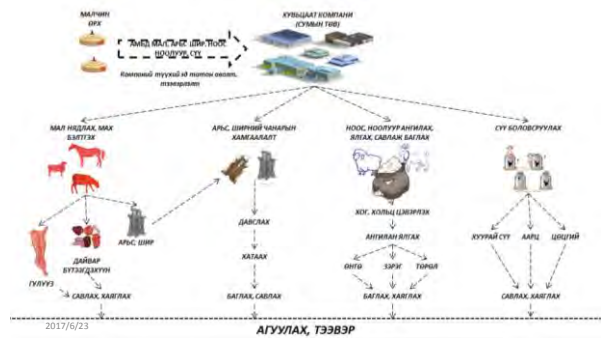 МАЛЧИН
ӨРХ
ХУВЬЦААТ КОМПАНИ
(СУМЫН ТӨВ)
АМЬД МАЛ, АРЬС ШИР, НООС
НООЛУУР, СҮҮ
Компаний түүхий эд татан авалт,
тээвэрлэлт
МАЛ НЯДЛАХ, МАХ
БЭЛТГЭХ
АРЬС, ШИРНИЙ ЧАНАРЫН
ХАМГААЛАЛТ
НООС, НООЛУУР АНГИЛАХ,
ЯЛГАХ, САВЛАЖ БАГЛАХ
СҮҮ БОЛОВСРУУЛАХ
ХОГ, ХОЛЬЦ ЦЭВЭРЛЭХ
ДАВСЛАХ
АРЬС, ШИР
АНГИЛАН ЯЛГАХ
ХУУРАЙ СҮҮ
ААРЦ
ЦӨЦГИЙ
ДАЙВАР
БҮТЭЭГДЭХҮҮН
ХАТААХ
ӨНГӨ
ЗЭРЭГ
ТӨРӨЛ
ГУЛУУЗ
САВЛАХ, ХАЯГЛАХ
БАГЛАХ, САВЛАХ
БАГЛАХ, ХАЯГЛАХ
САВЛАХ, ХАЯГЛАХ
2017/6/23
АГУУЛАХ, ТЭЭВЭР